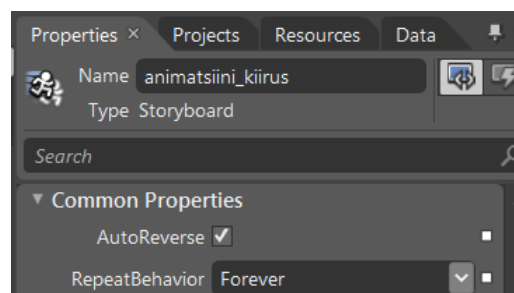 Properties × Projects Resources Data
Name animatsiini_kiirus
Type Storyboard
Search
Common Properties
AutoReverse
RepeatBehavior Forever